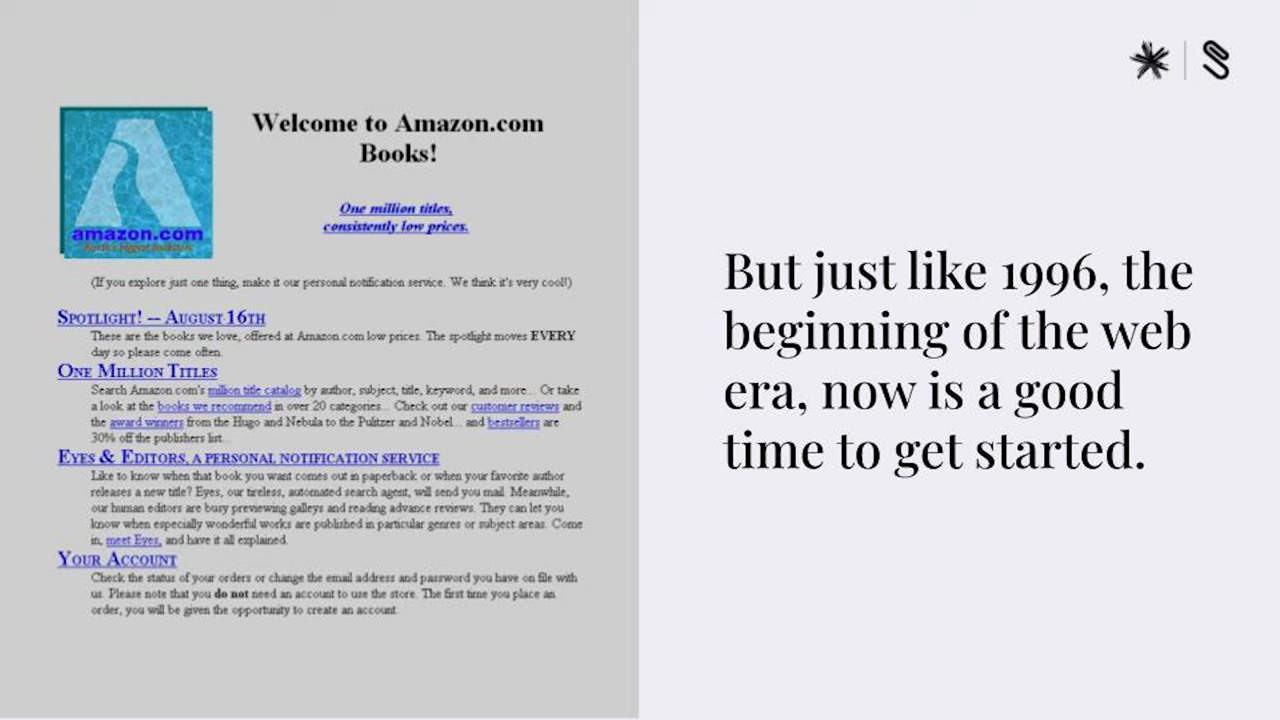 Welcome to Amazon.com
Books!
One million titles,
consistently low prices.
amazon.com
Earth's biggest bookstore
(If you explore just one thing, make it our personal notification service. We think it's very cool!)
SPOTLIGHT! -- AUGUST 16TH
These are the books we love, offered at Amazon.com low prices. The spotlight moves EVERY
day so please come often.
ONE MILLION TITLES
Search Amazon.com's million title catalog by author, subject, title, keyword, and more... Or take
a look at the books we recommend in over 20 categories... Check out our customer reviews and
the award winners from the Hugo and Nebula to the Pulitzer and Nobel... and bestsellers are
30% off the publishers list...
EYES & EDITORS, A PERSONAL NOTIFICATION SERVICE
Like to know when that book you want comes out in paperback or when your favorite author
releases a new title? Eyes, our tireless, automated search agent, will send you mail. Meanwhile,
our human editors are busy previewing galleys and reading advance reviews. They can let you
know when especially wonderful works are published in particular genres or subject areas. Come
in, meet Eyes, and have it all explained.
YOUR ACCOUNT
Check the status of your orders or change the email address and password you have on file with
us. Please note that you do not need an account to use the store. The first time you place an
order, you will be given the opportunity to create an account.
But just like 1996, the
beginning of the web
era, now is a good
time to get started.